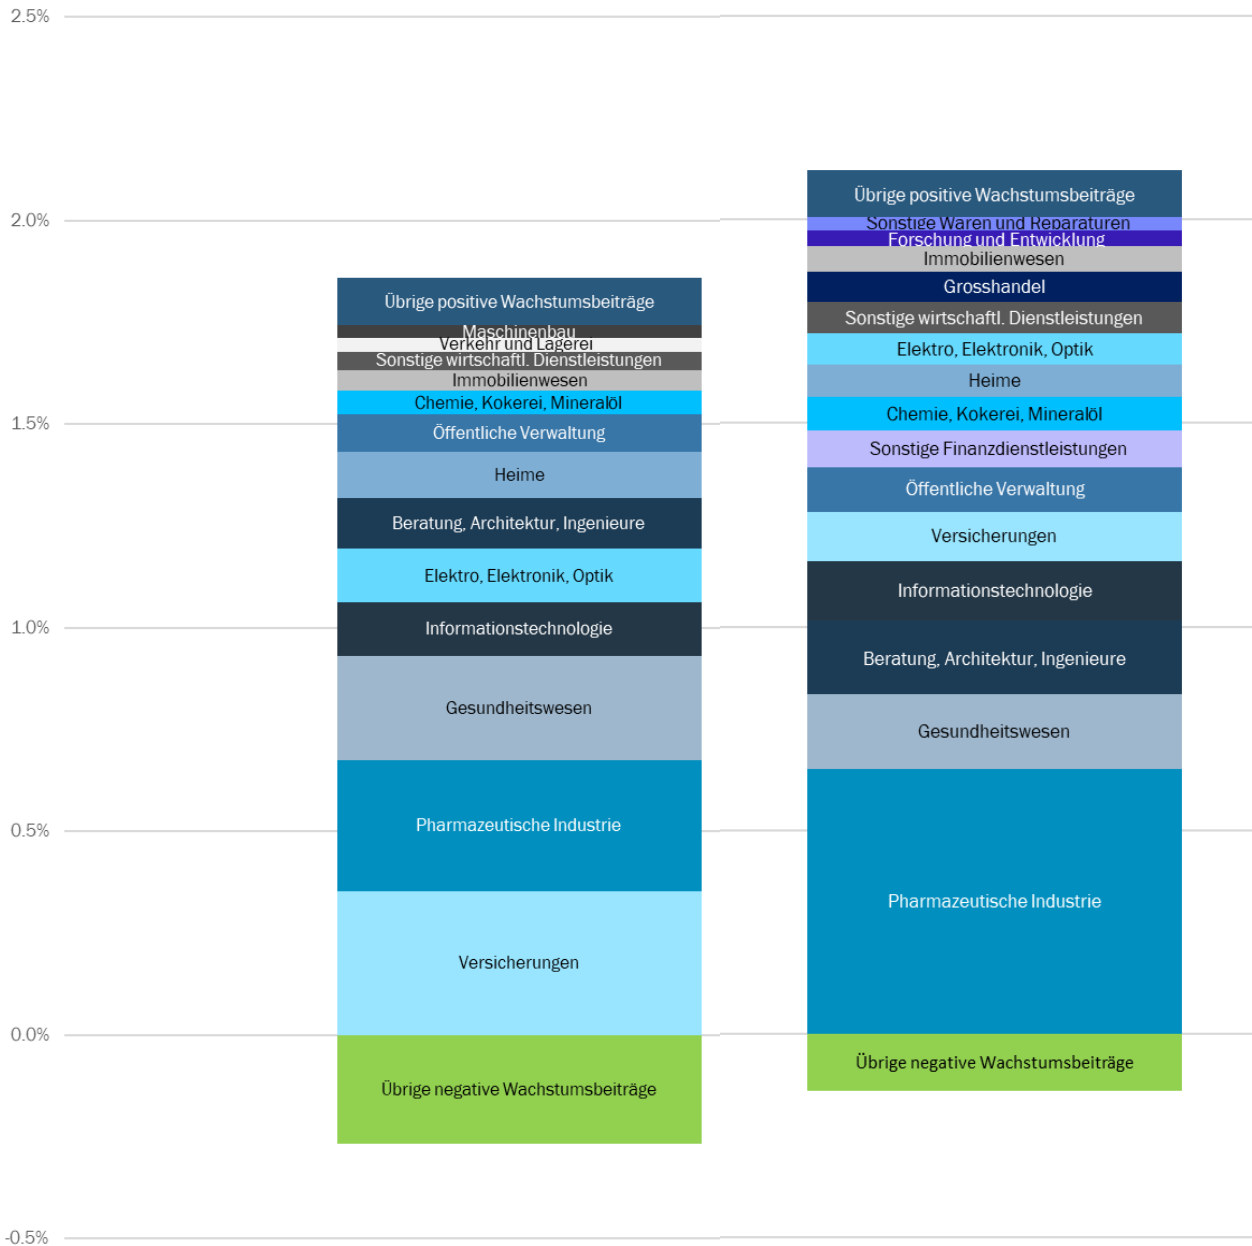 2.5%
2.0%
1.5%
1.0%
0.5%
0.0%
-0.5%
Übrige positive Wachstumsbeiträge
Maschinenbau
Verkehr und Lagerei
Sonstige wirtschaftl. Dienstleistungen
Immobilienwesen
Chemie, Kokerei, Mineralöl
Öffentliche Verwaltung
Heime
Beratung, Architektur, Ingenieure
Elektro, Elektronik, Optik
Informationstechnologie
Gesundheitswesen
Pharmazeutische Industrie
Versicherungen
Übrige negative Wachstumsbeiträge
Übrige positive Wachstumsbeiträge
Sonstige Waren und Reparaturen
Forschung und Entwicklung
Immobilienwesen
Grosshandel
Sonstige wirtschaftl. Dienstleistungen
Elektro, Elektronik, Optik
Heime
Chemie, Kokerei, Mineralöl
Sonstige Finanzdienstleistungen
Öffentliche Verwaltung
Versicherungen
Informationstechnologie
Beratung, Architektur, Ingenieure
Gesundheitswesen
Pharmazeutische Industrie
Übrige negative Wachstumsbeiträge